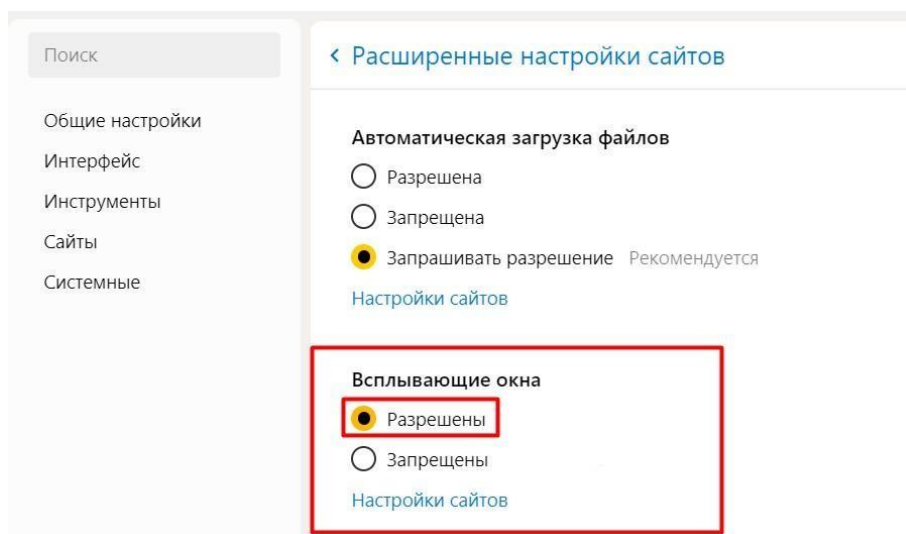 Поиск
Общие настройки
Интерфейс
Инструменты
Сайты
Системные
‹ Расширенные настройки сайтов
Автоматическая загрузка файлов
Разрешена
Запрещена
Запрашивать разрешение Рекомендуется
Настройки сайтов
Всплывающие окна
Разрешены
Запрещены
Настройки сайтов